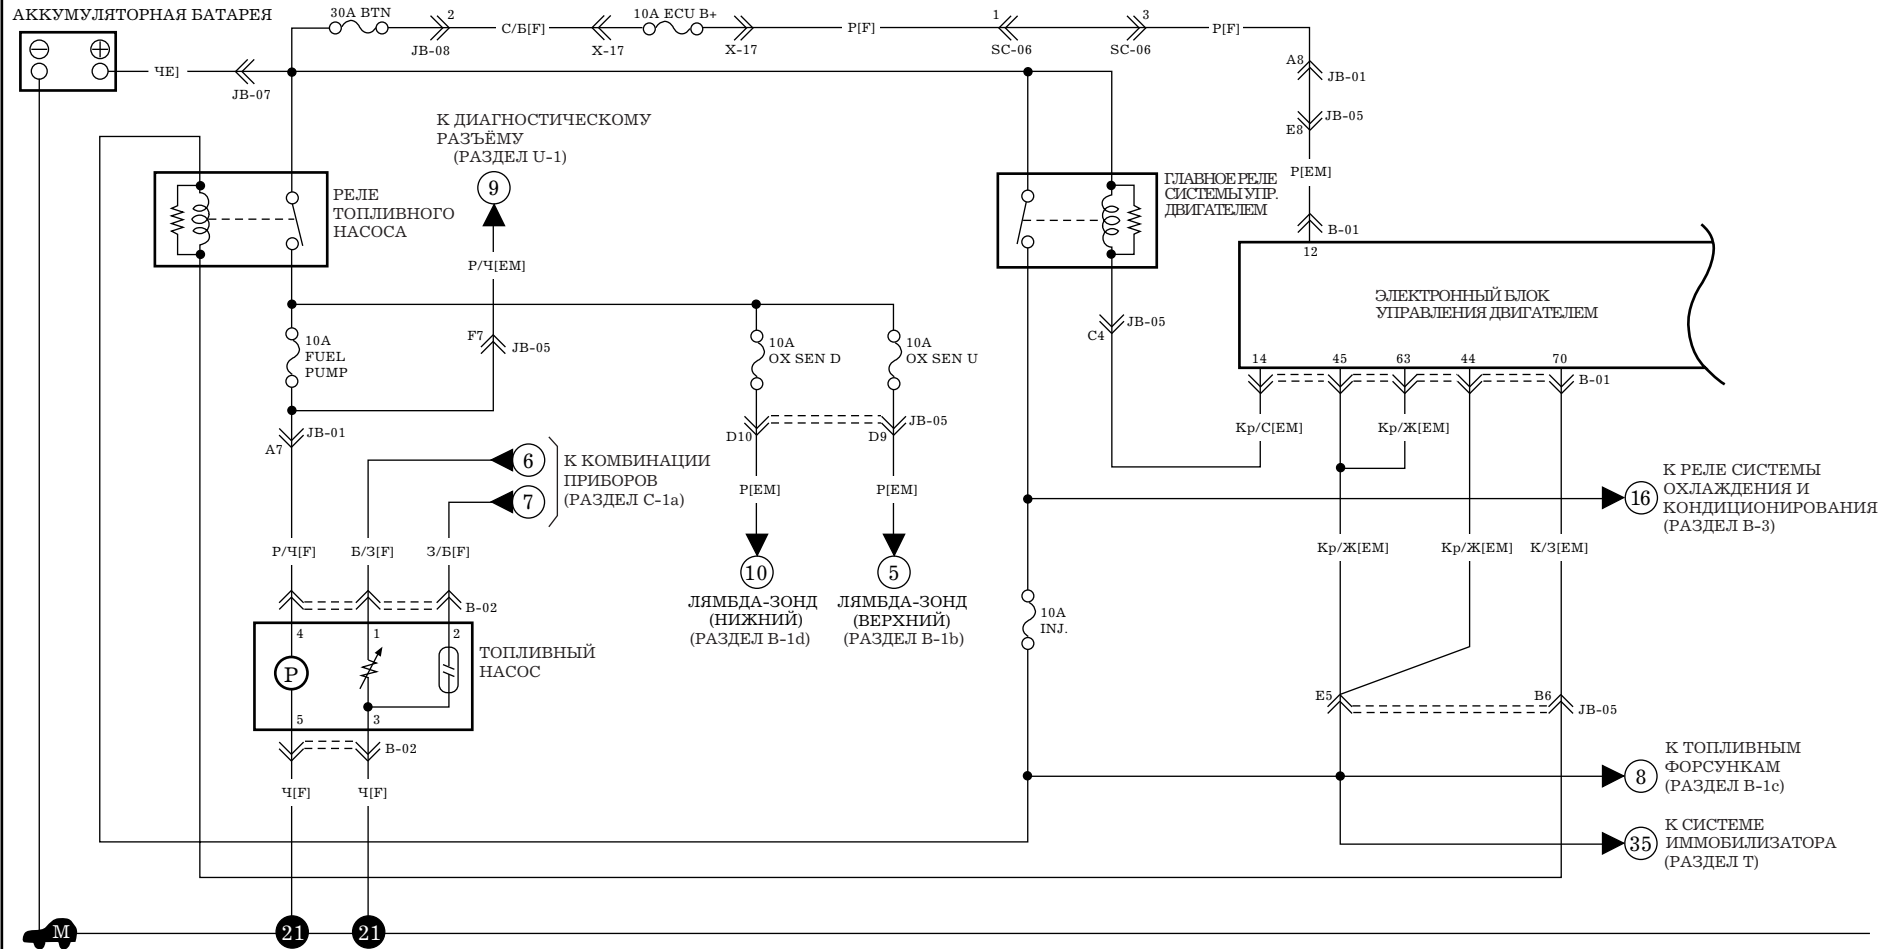 АККУМУЛЯТОРНАЯ БАТАРЕЯ
30A BTN
2
JB-08
С/Б[F]
X-17
10A ECU B+
X-17
Р[F]
1
SC-06
3
SC-06
Р[F]
ЧЕ]
JB-07
A8
JB-01
E8
JB-05
Р[EM]
B-01
12
К ДИАГНОСТИЧЕСКОМУ
РАЗЪЁМУ
(РАЗДЕЛ U-1)
9
Р/Ч[EM]
F7
JB-05
РЕЛЕ
ТОПЛИВНОГО
НАСОСА
ГЛАВНОЕ РЕЛЕ
СИСТЕМЫ УПР.
ДВИГАТЕЛЕМ
C4
JB-05
ЭЛЕКТРОННЫЙ БЛОК
УПРАВЛЕНИЯ ДВИГАТЕЛЕМ
14
45
63
44
70
B-01
Кр/С[EM]
Кр/Ж[EM]
10A
FUEL
PUMP
10A
OX SEN D
10A
OX SEN U
A7
JB-01
D10
D9
JB-05
6
7
К КОМБИНАЦИИ
ПРИБОРОВ
(РАЗДЕЛ C-1a)
Р[EM]
Р[EM]
К РЕЛЕ СИСТЕМЫ
16
ОХЛАЖДЕНИЯ И
КОНДИЦИОНИРОВАНИЯ
(РАЗДЕЛ B-3)
Р/Ч[F]
Б/З[F]
З/Б[F]
Кр/Ж[EM]
Кр/Ж[EM]
К/З[EM]
10
5
ЛЯМБДА-ЗОНД
(НИЖНИЙ)
(РАЗДЕЛ B-1d)
ЛЯМБДА-ЗОНД
(ВЕРХНИЙ)
(РАЗДЕЛ B-1b)
B-02
10A
INJ.
4
1
2
P
ТОПЛИВНЫЙ
НАСОС
5
3
B-02
E5
B6
JB-05
Ч[F]
Ч[F]
К ТОПЛИВНЫМ
8
ФОРСУНКАМ
(РАЗДЕЛ B-1c)
К СИСТЕМЕ
35
ИММОБИЛИЗАТОРА
(РАЗДЕЛ T)
M
21
21